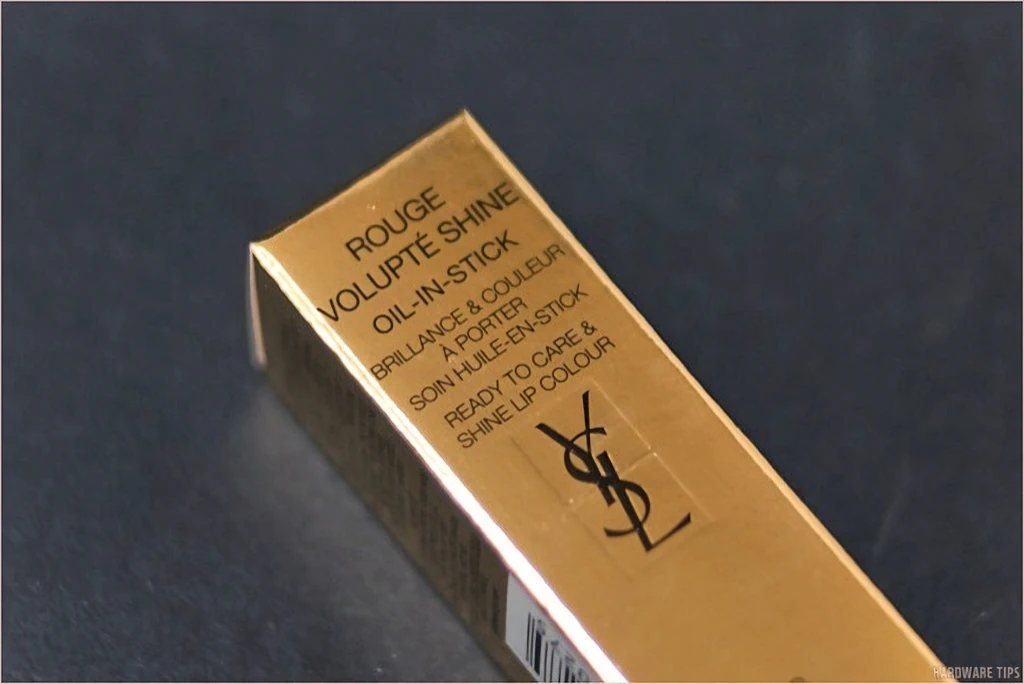 ROUGE
VOLUPTÉ SHINE
OIL-IN-STICK
BRILLANCE & COULEUR
À PORTER
SOIN HUILE-EN-STICK
READY TO CARE &
SHINE LIP COLOUR
YSL
HARDWARE TIPS